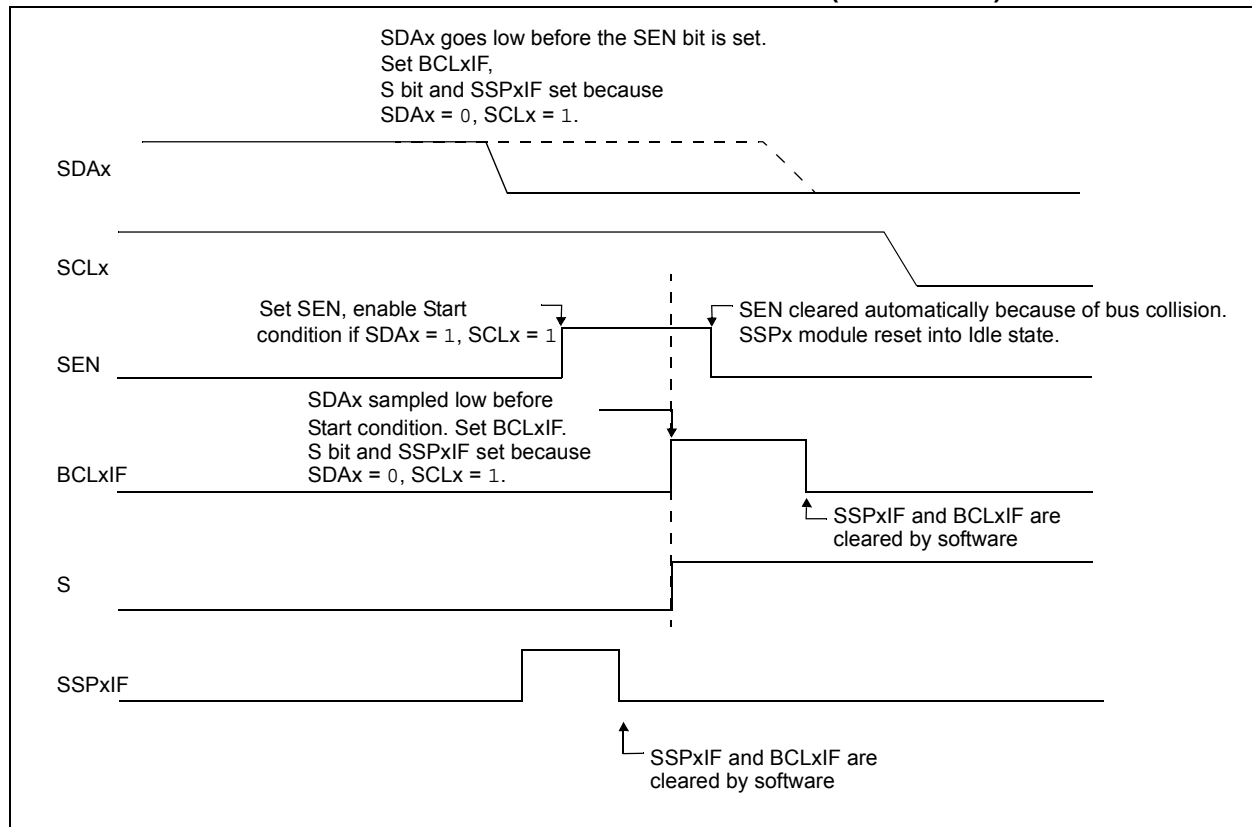 SDAx goes low before the SEN bit is set.
Set BCLxIF,
S bit and SSPxIF set because
SDAx = 0, SCLx = 1.
SDAx
SCLx
Set SEN, enable Start
condition if SDAx = 1, SCLx = 1
SEN cleared automatically because of bus collision.
SSPx module reset into Idle state.
SEN
SDAx sampled low before
Start condition. Set BCLxIF.
S bit and SSPxIF set because
SDAx = 0, SCLx = 1.
BCLxIF
SSPxIF and BCLxIF are
cleared by software
S
SSPxIF
SSPxIF and BCLxIF are
cleared by software